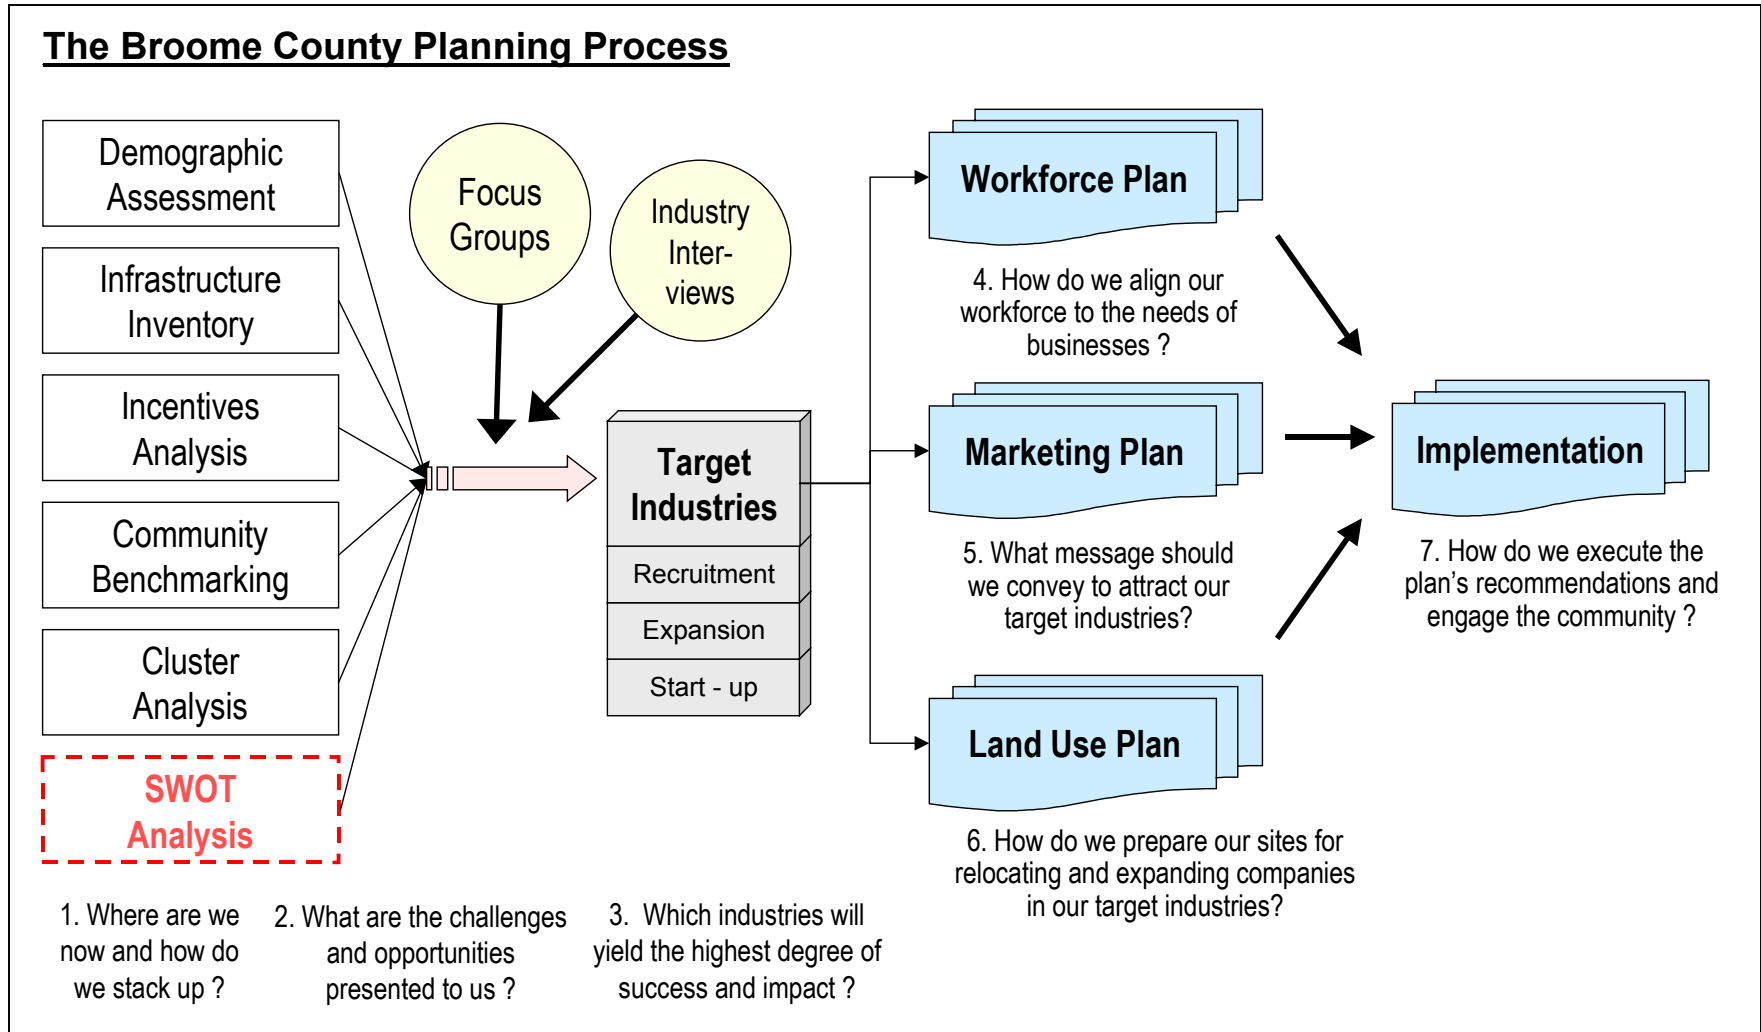 The Broome County Planning Process
Demographic
Assessment
Infrastructure
Inventory
Incentives
Analysis
Community
Benchmarking
Cluster
Analysis
SWOT
Analysis
1. Where are we
now and how do
we stack up ?
Focus
Groups
Industry
Inter-
views
2. What are the challenges
and opportunities
presented to us ?
Target
Industries
Recruitment
Expansion
Start - up
3. Which industries will
yield the highest degree of
success and impact ?
Workforce Plan
4. How do we align our
workforce to the needs of
businesses ?
Marketing Plan
5. What message should
we convey to attract our
target industries?
Land Use Plan
6. How do we prepare our sites for
relocating and expanding companies
in our target industries?
Implementation
7. How do we execute the
plan’s recommendations and
engage the community ?